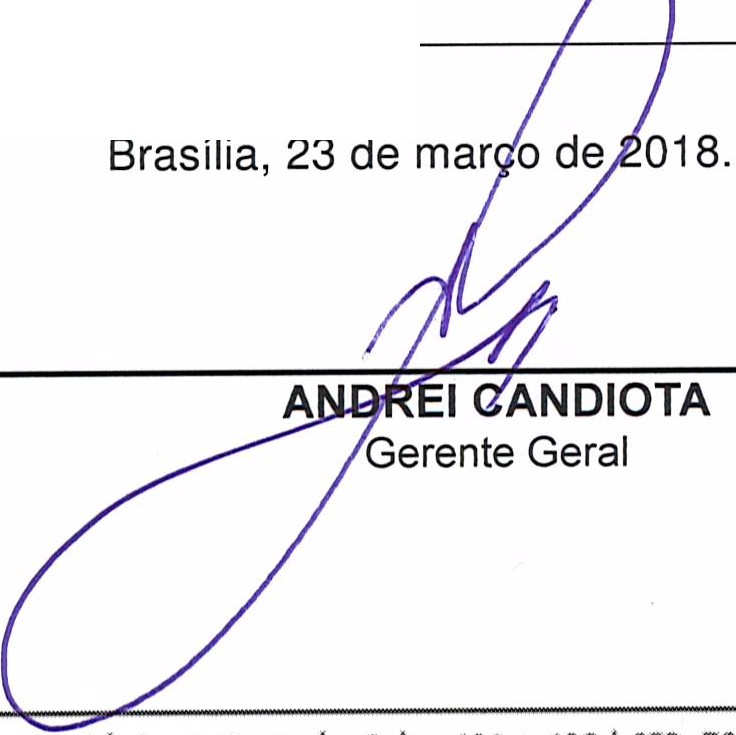 Brasília, 23 de março de 2018.
ANDREI CANDIOTA
Gerente Geral